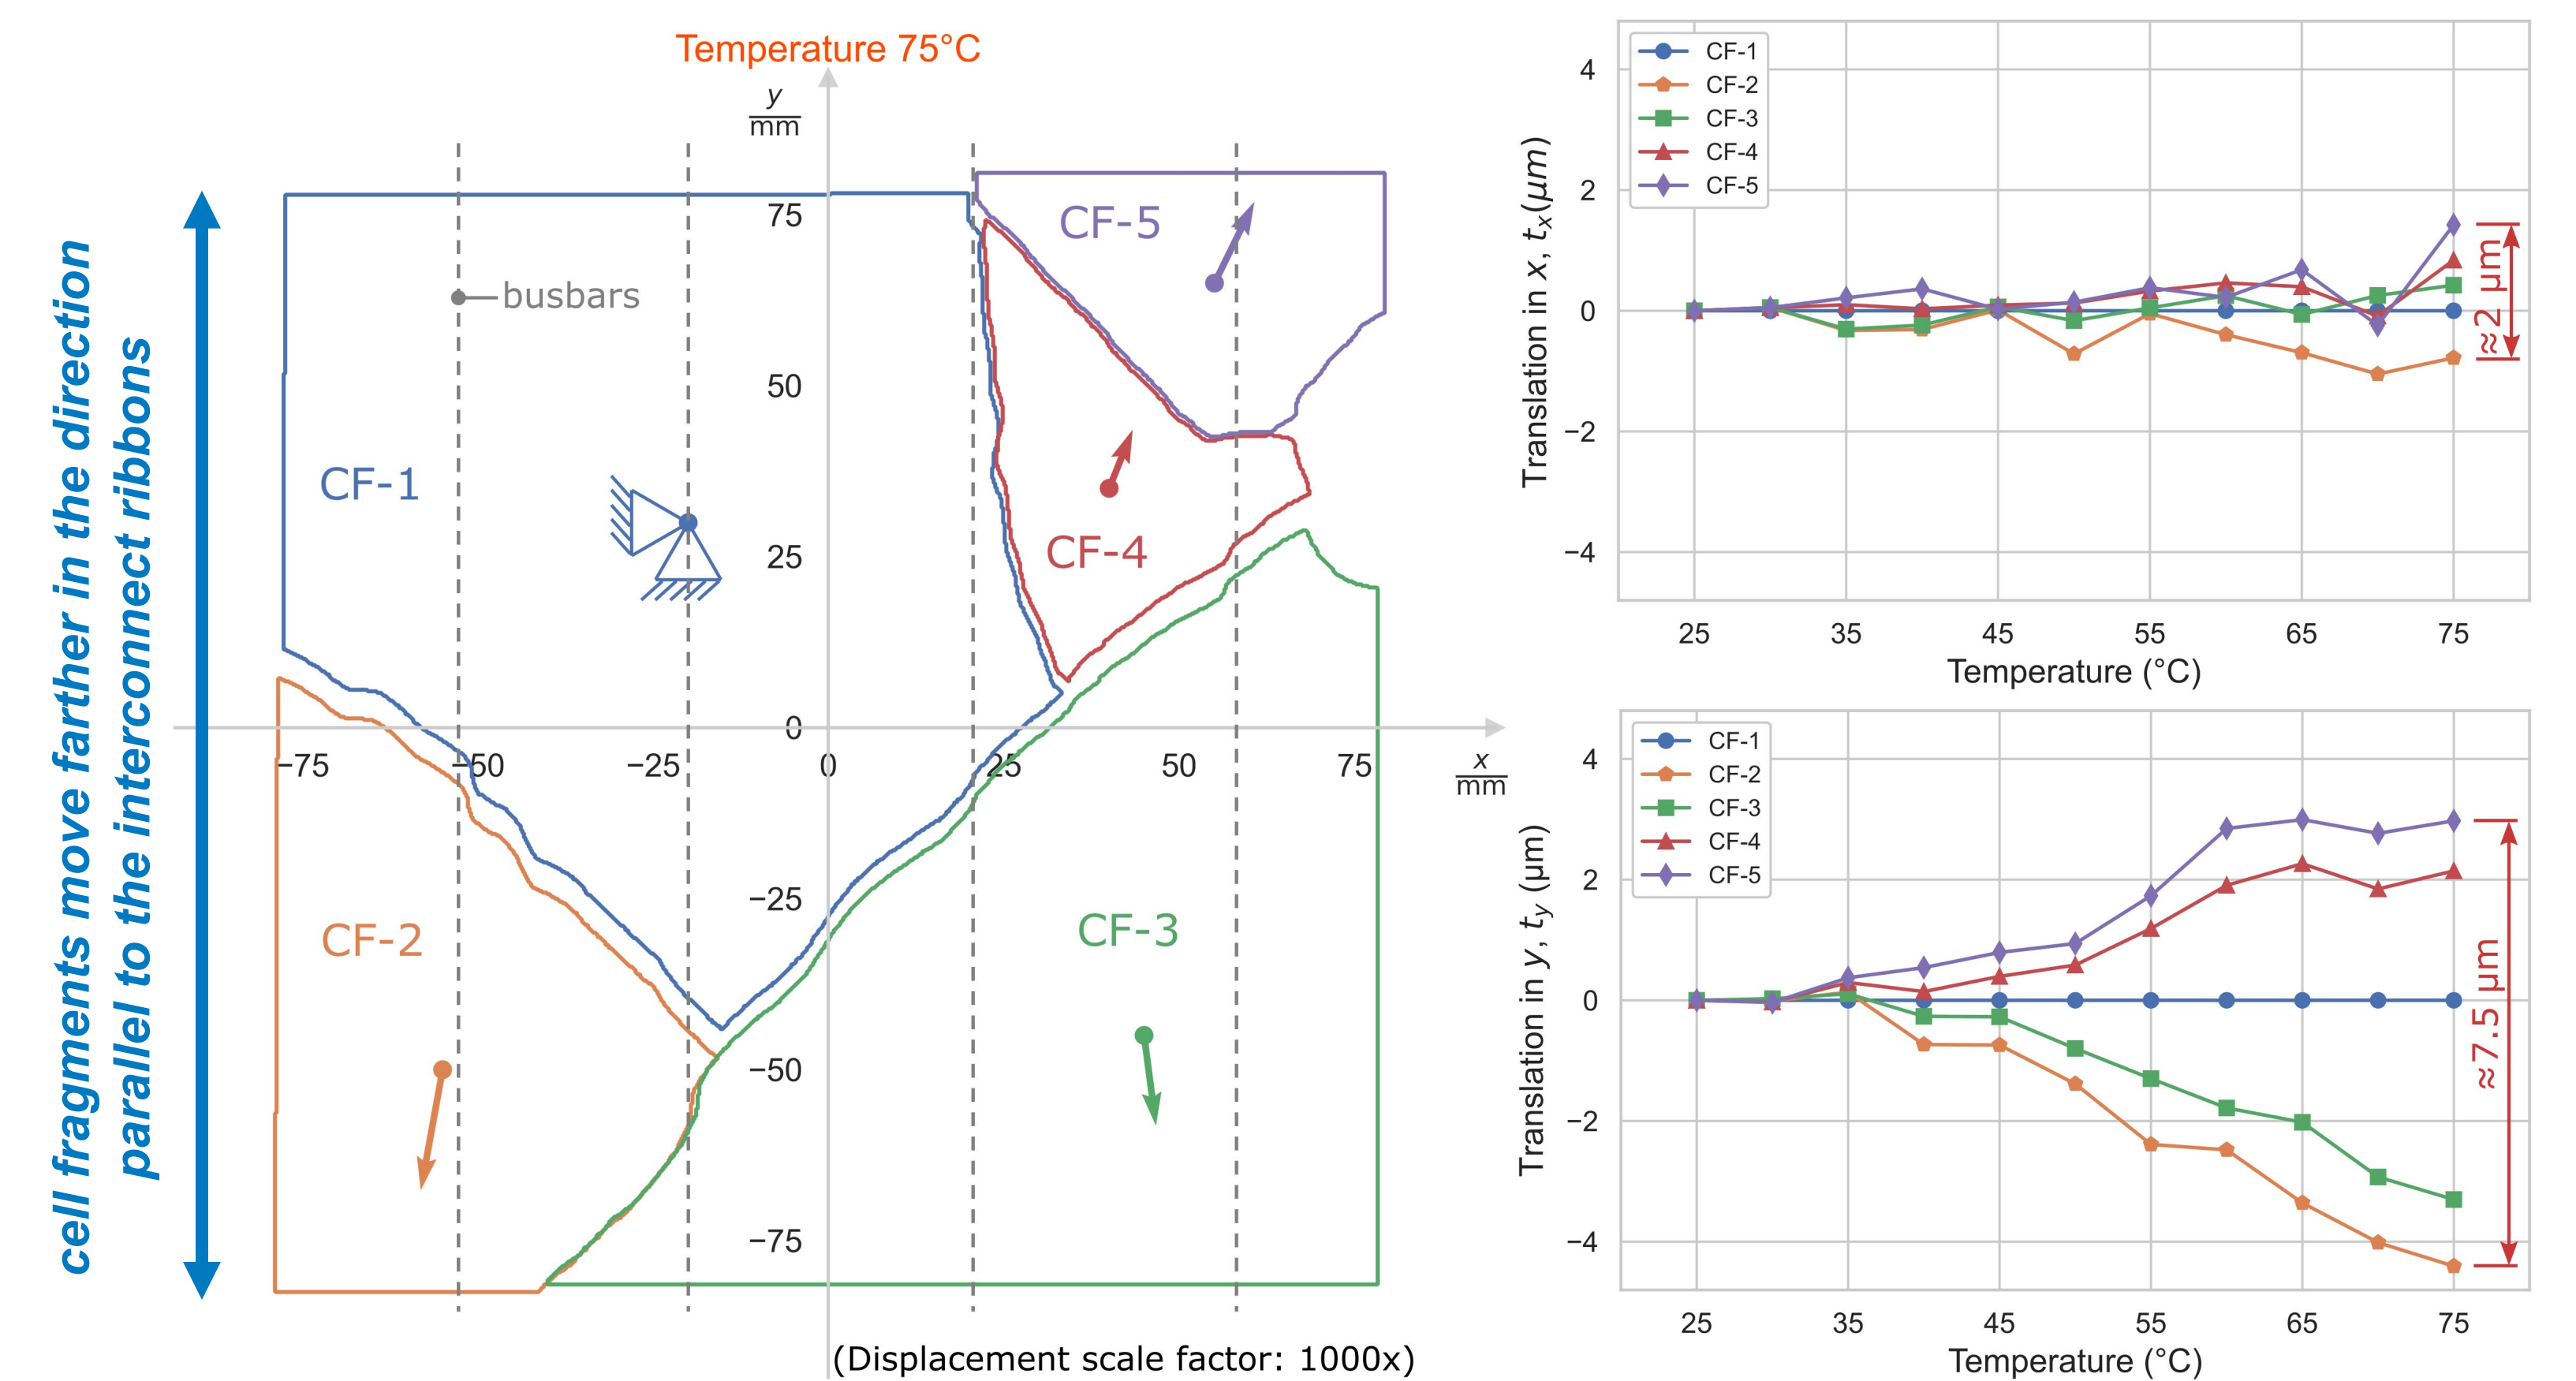 cell fragments move farther in the direction
parallel to the interconnect ribbons
Temperature 75°C
y
mm
75
50
25
0
−25
−50
−75
−75
−50
−25
0
25
50
75
x
mm
busbars
CF-1
CF-2
CF-3
CF-4
CF-5
(Displacement scale factor: 1000x)
CF-1
CF-2
CF-3
CF-4
CF-5
Translation in x, tₓ(μm)
4
2
0
−2
−4
≈2 μm
25
35
45
55
65
75
Temperature (°C)
CF-1
CF-2
CF-3
CF-4
CF-5
Translation in y, t_y (μm)
4
2
0
−2
−4
≈7.5 μm
25
35
45
55
65
75
Temperature (°C)